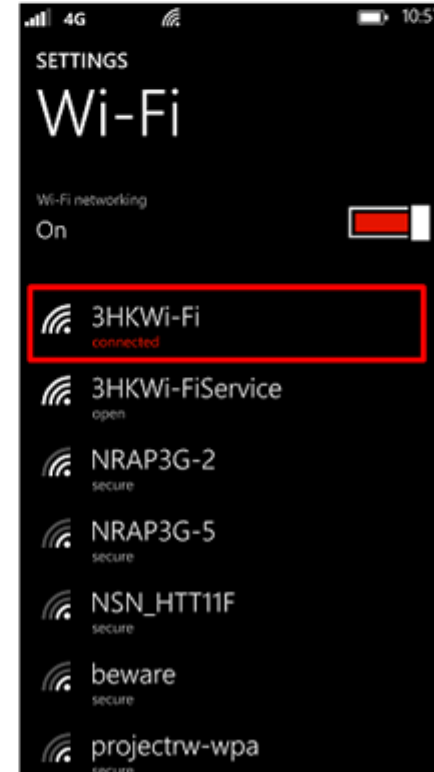 4G 10:5
SETTINGS
Wi-Fi
Wi-Fi networking
On
3HKWi-Fi
connected
3HKWi-FiService
open
NRAP3G-2
secure
NRAP3G-5
secure
NSN_HTT11F
secure
beware
secure
projectrw-wpa
secure